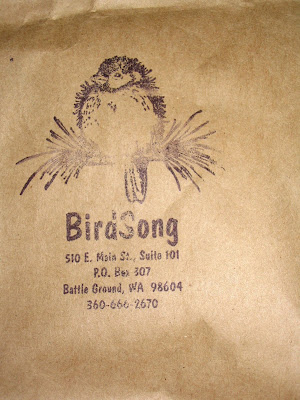 BirdSong
510 E. Main St., Suite 101
P.O. Box 307
Battle Ground, WA 98604
360-666-2670